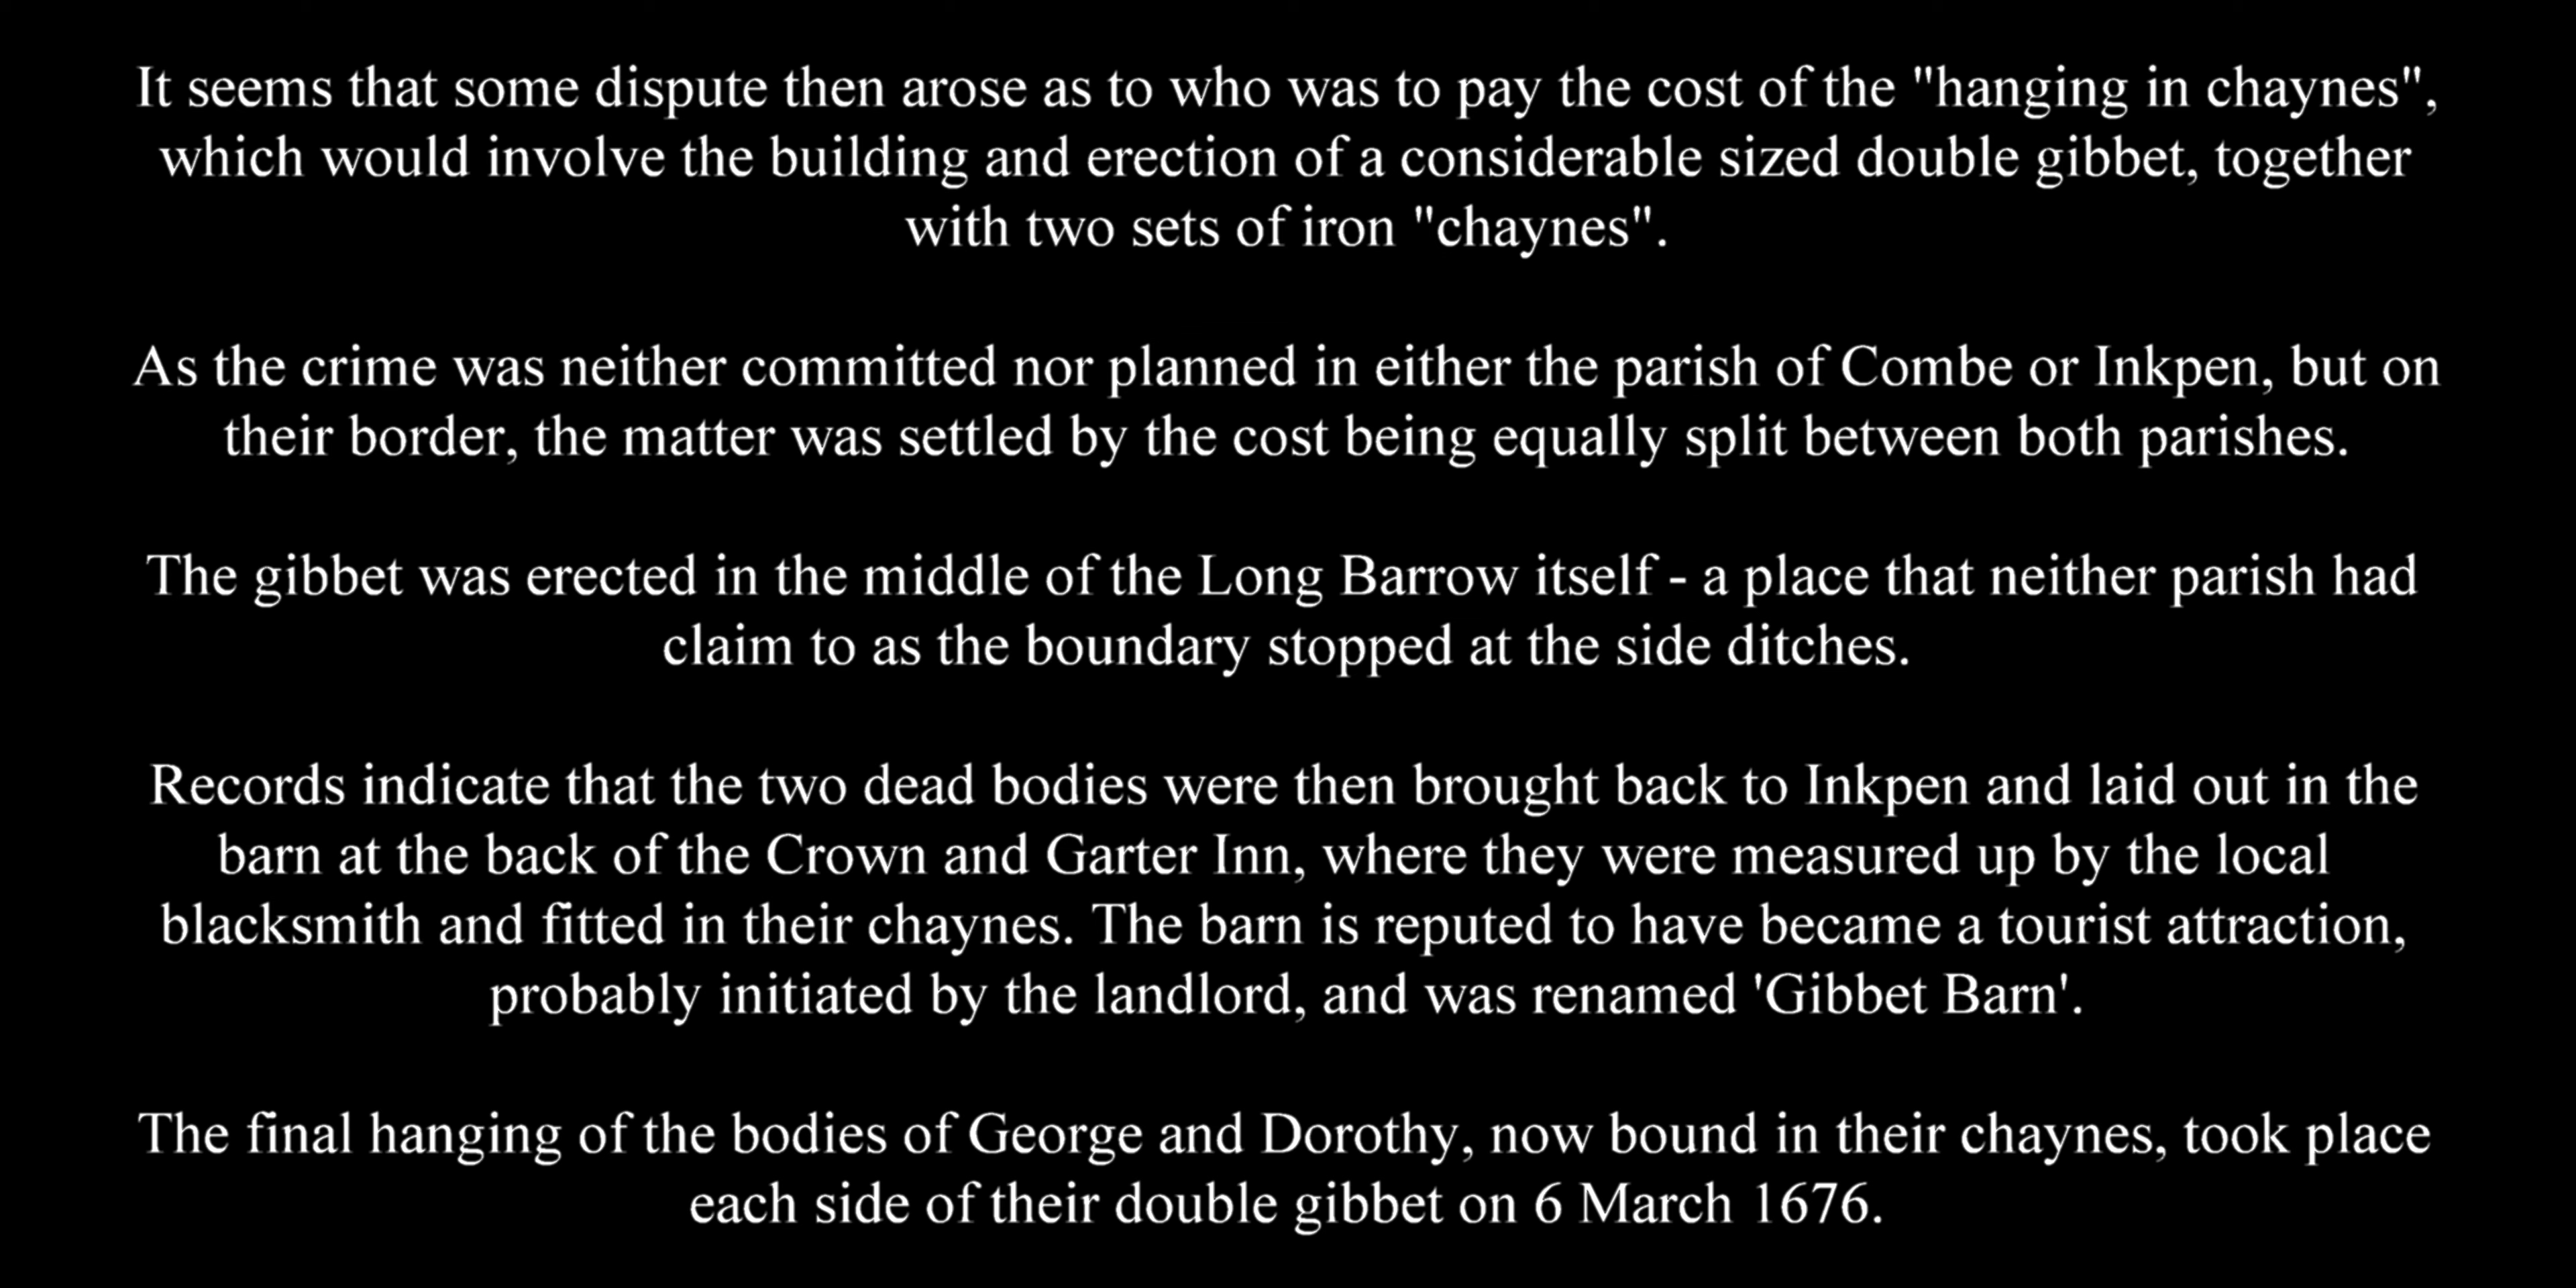 It seems that some dispute then arose as to who was to pay the cost of the "hanging in chaynes",
which would involve the building and erection of a considerable sized double gibbet, together
with two sets of iron "chaynes".
As the crime was neither committed nor planned in either the parish of Combe or Inkpen, but on
their border, the matter was settled by the cost being equally split between both parishes.
The gibbet was erected in the middle of the Long Barrow itself - a place that neither parish had
claim to as the boundary stopped at the side ditches.
Records indicate that the two dead bodies were then brought back to Inkpen and laid out in the
barn at the back of the Crown and Garter Inn, where they were measured up by the local
blacksmith and fitted in their chaynes. The barn is reputed to have became a tourist attraction,
probably initiated by the landlord, and was renamed 'Gibbet Barn'.
The final hanging of the bodies of George and Dorothy, now bound in their chaynes, took place
each side of their double gibbet on 6 March 1676.